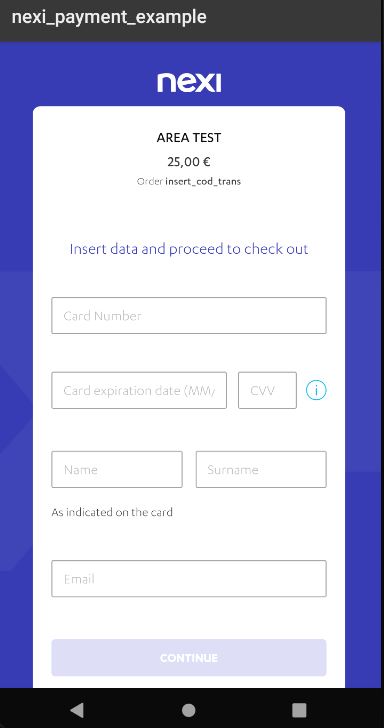 nexi_payment_example
nexi
AREA TEST
25,00 €
Order insert_cod_trans
Insert data and proceed to check out
Card Number
Card expiration date (MM/
CVV
i
Name
Surname
As indicated on the card
Email
CONTINUE